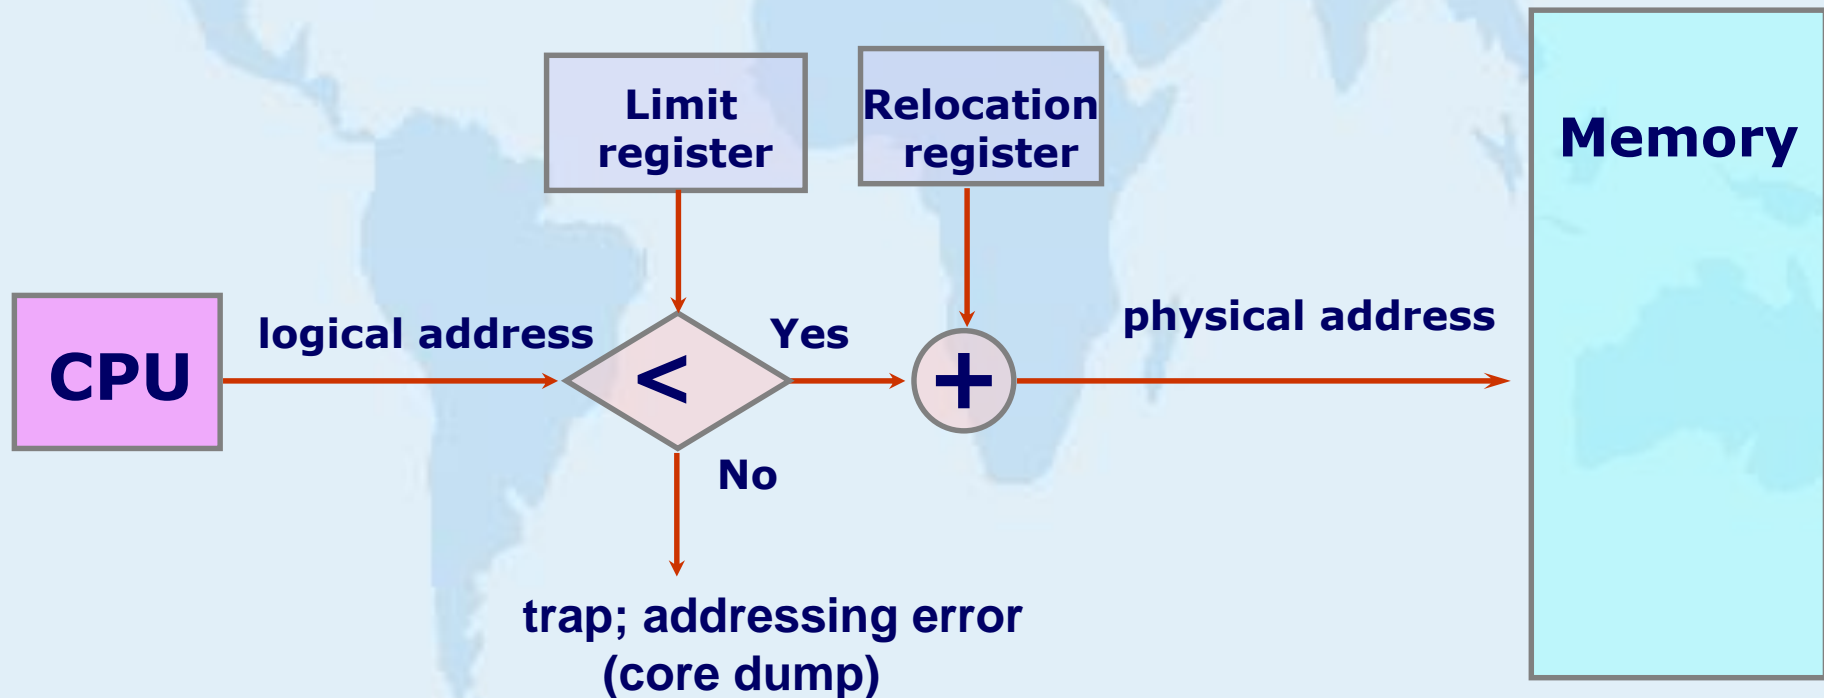 Limit
register
Relocation
register
Memory
CPU
logical address
<
Yes
+
physical address
No
trap; addressing error
(core dump)